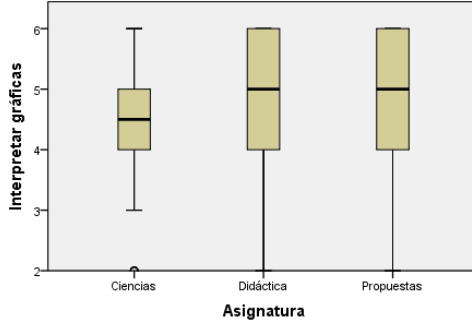 Interpretar gráficas
6
5
4
3
2
Ciencias
Didáctica
Propuestas
Asignatura